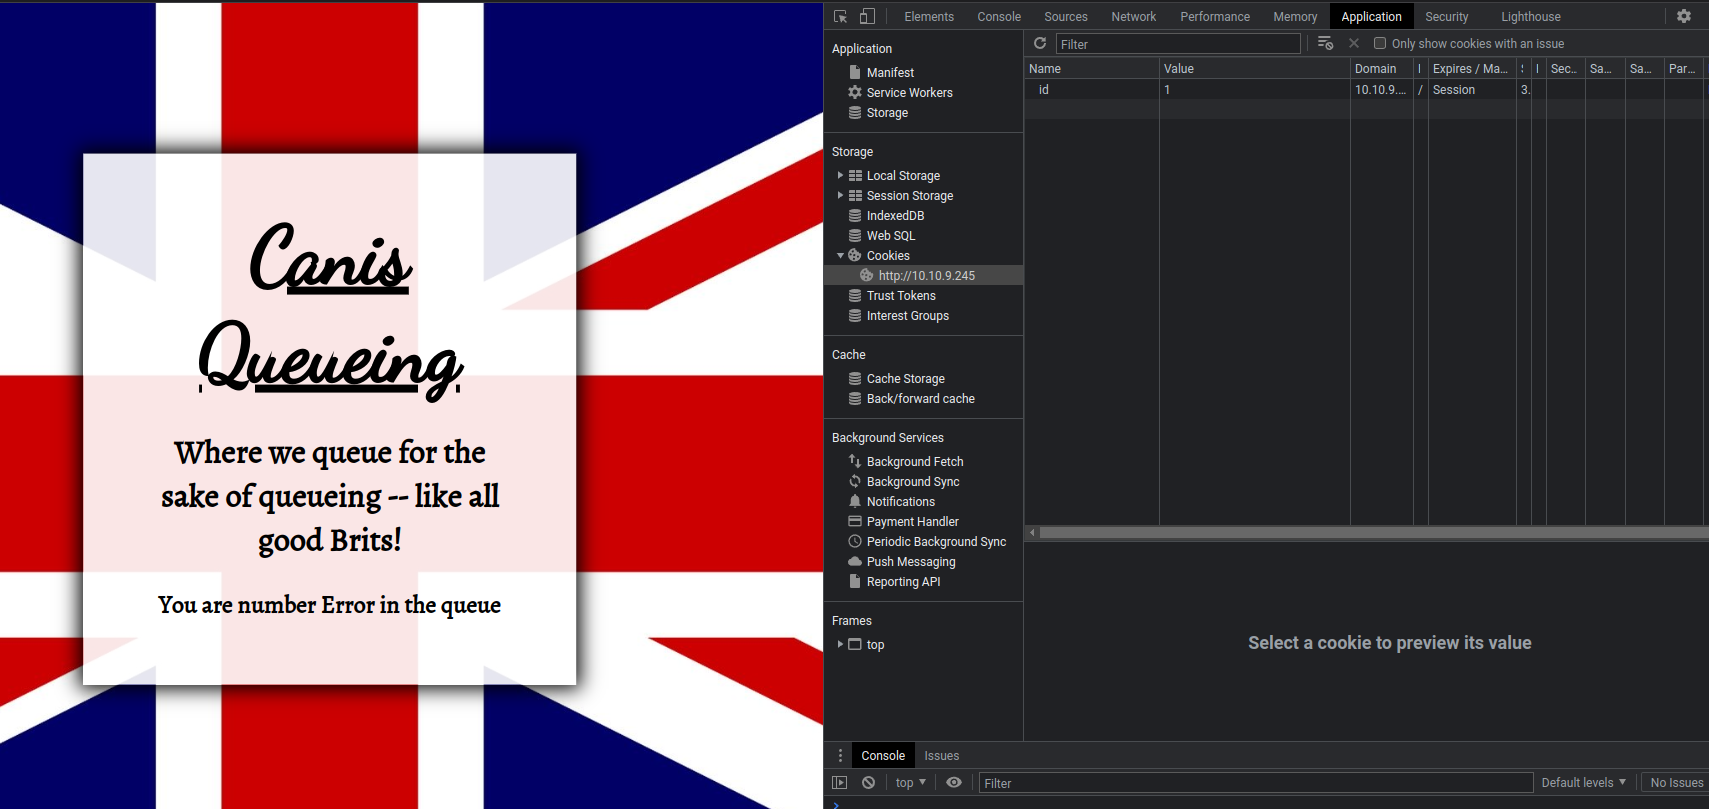 Canis
Queueing
Where we queue for the
sake of queueing -- like all
good Brits!
You are number Error in the queue
Elements Console Sources Network Performance Memory Application Security Lighthouse
Application
Manifest
Service Workers
Storage
Storage
Local Storage
Session Storage
IndexedDB
Web SQL
Cookies
http://10.10.9.245
Trust Tokens
Interest Groups
Cache
Cache Storage
Back/forward cache
Background Services
Background Fetch
Background Sync
Notifications
Payment Handler
Periodic Background Sync
Push Messaging
Reporting API
Frames
top
Filter Only show cookies with an issue
Name Value Domain Expires / Ma... Sec... Sa... Sa... Par...
id 1 10.10.9.... / Session 3.
Select a cookie to preview its value
Console Issues
top Filter Default levels No Issues